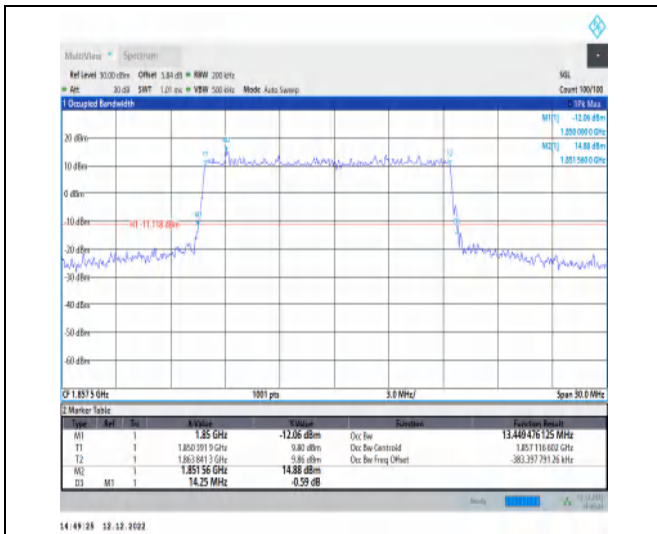 MultiView Spectrum
Ref Level 30.00 dBm Offset 5.84 dB RBW 200 kHz SGL
Att 30 dB SWT 1.01 ms VBW 500 kHz Mode Auto Sweep Count 100/100
1 Occupied Bandwidth 1Pk Max
M1[1] -12.06 dBm
1.850 000 0 GHz
M2[1] 14.88 dBm
1.851 560 0 GHz
20 dBm
10 dBm
0 dBm
-10 dBm
H1 -11.118 dBm
-20 dBm
-30 dBm
-40 dBm
-50 dBm
-60 dBm
CF 1.857 5 GHz 1001 pts 3.0 MHz/ Span 30.0 MHz
2 Marker Table
Type Ref Trc X-Value Y-Value Function Function Result
M1 1 1.85 GHz -12.06 dBm Occ Bw 13.449 476 125 MHz
T1 1 1.850 391 9 GHz 9.80 dBm Occ Bw Centroid 1.857 116 602 GHz
T2 1 1.863 841 3 GHz 9.86 dBm Occ Bw Freq Offset -383.397 791 26 kHz
M2 1 1.851 56 GHz 14.88 dBm
D3 M1 1 14.25 MHz -0.59 dB
Ready
14:49:25 12.12.2022